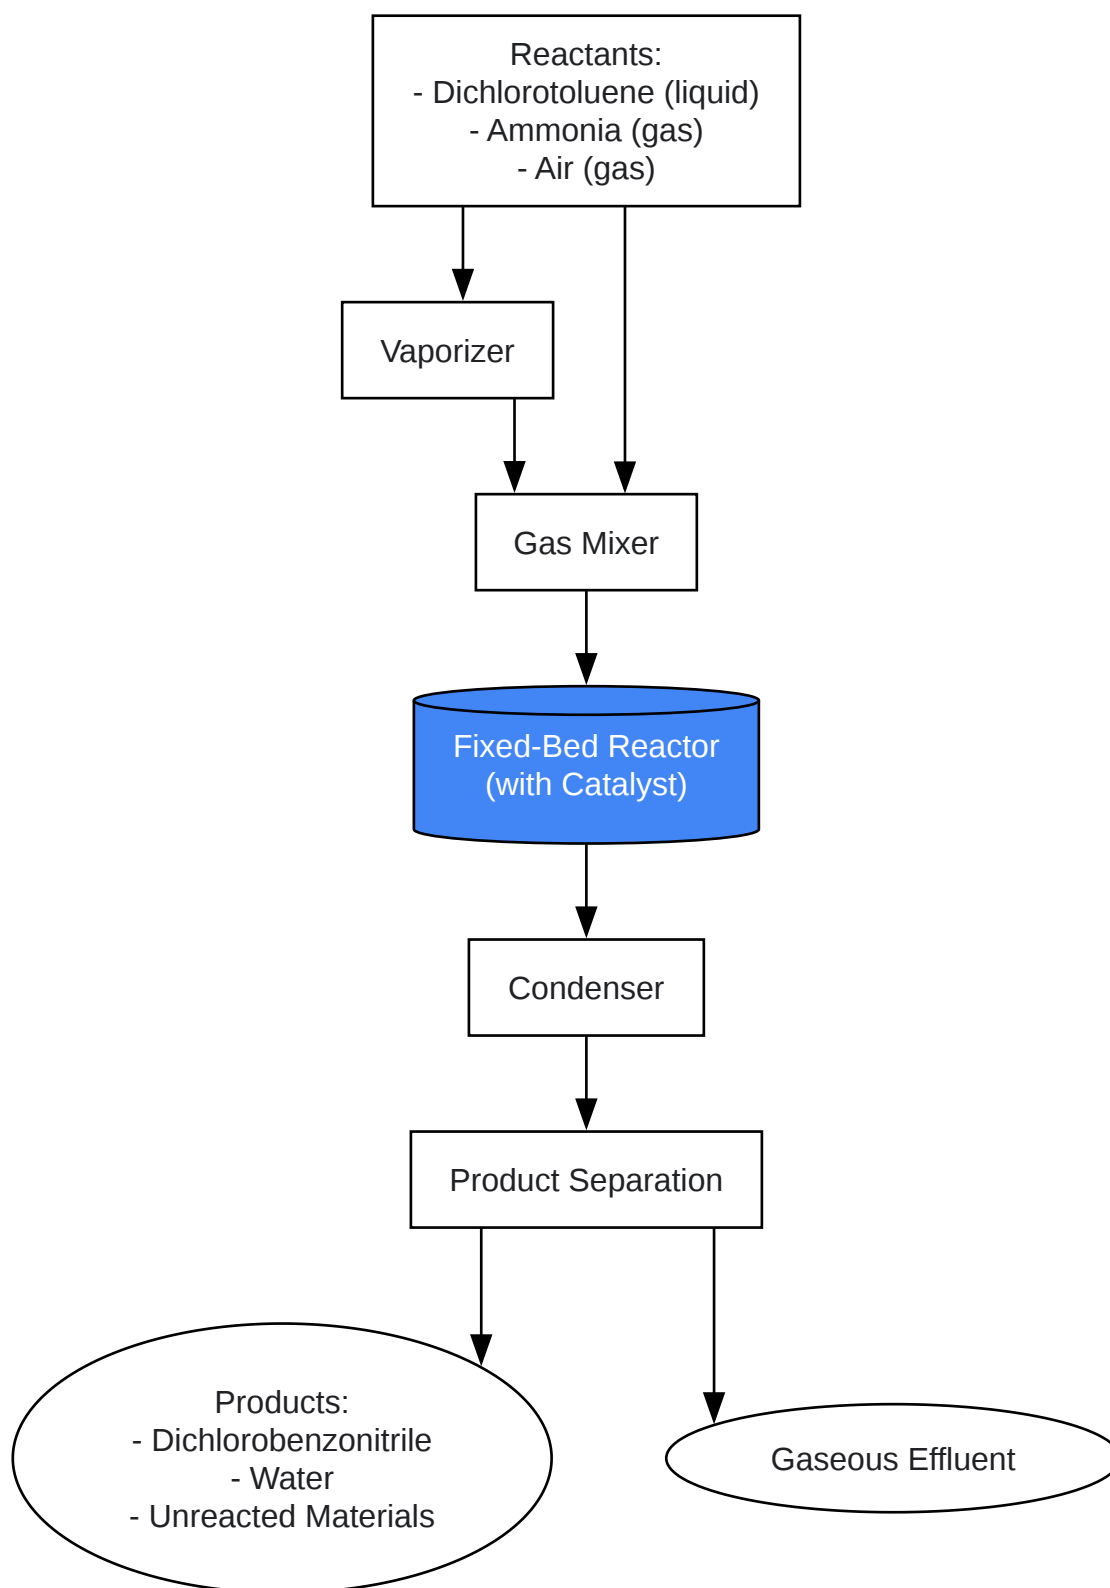 Reactants:
- Dichlorotoluene (liquid)
- Ammonia (gas)
- Air (gas)
Vaporizer
Gas Mixer
Fixed-Bed Reactor
(with Catalyst)
Condenser
Product Separation
Products:
- Dichlorobenzonitrile
- Water
- Unreacted Materials
Gaseous Effluent